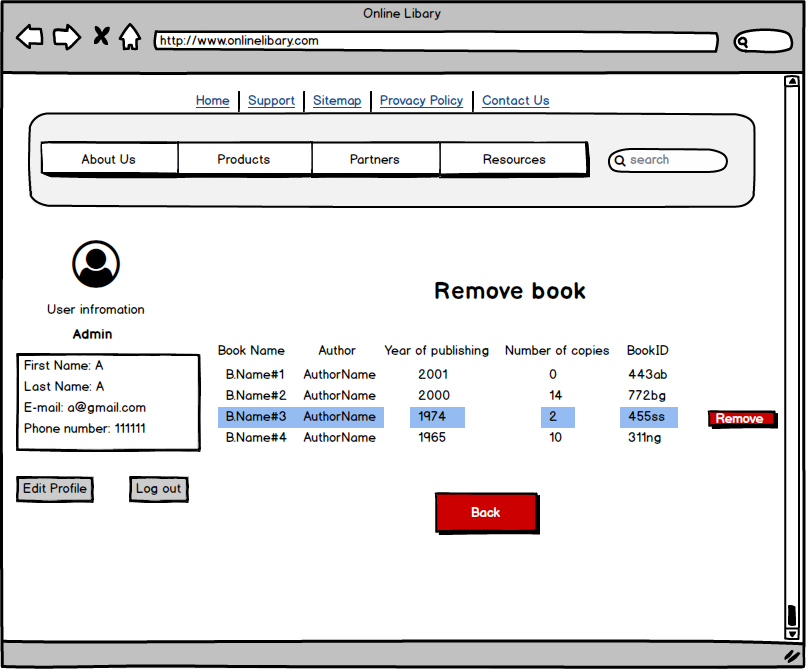 Online Libary
http://www.onlinelibary.com
Home Support Sitemap Provacy Policy Contact Us
About Us Products Partners Resources search
User infromation
Admin
First Name: A
Last Name: A
E-mail: a@gmail.com
Phone number: 111111
Edit Profile Log out
Remove book
Book Name Author Year of publishing Number of copies BookID
B.Name#1 AuthorName 2001 0 443ab
B.Name#2 AuthorName 2000 14 772bg
B.Name#3 AuthorName 1974 2 455ss Remove
B.Name#4 AuthorName 1965 10 311ng
Back